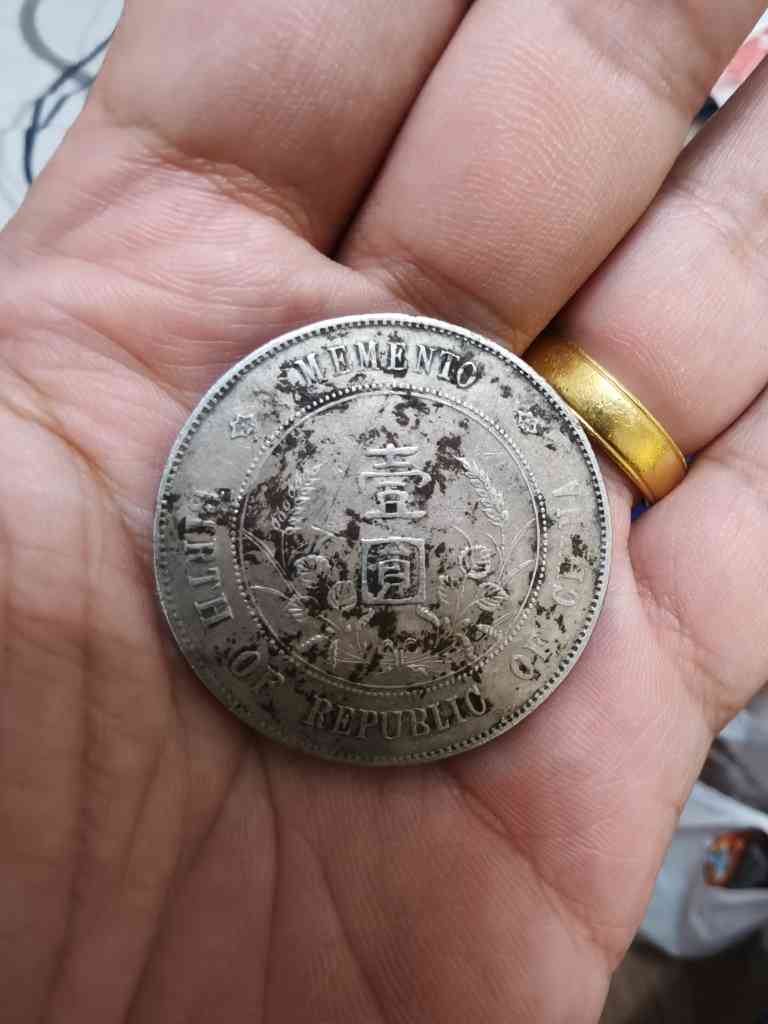 MEMENTO
壹
圓
BIRTH OF REPUBLIC OF